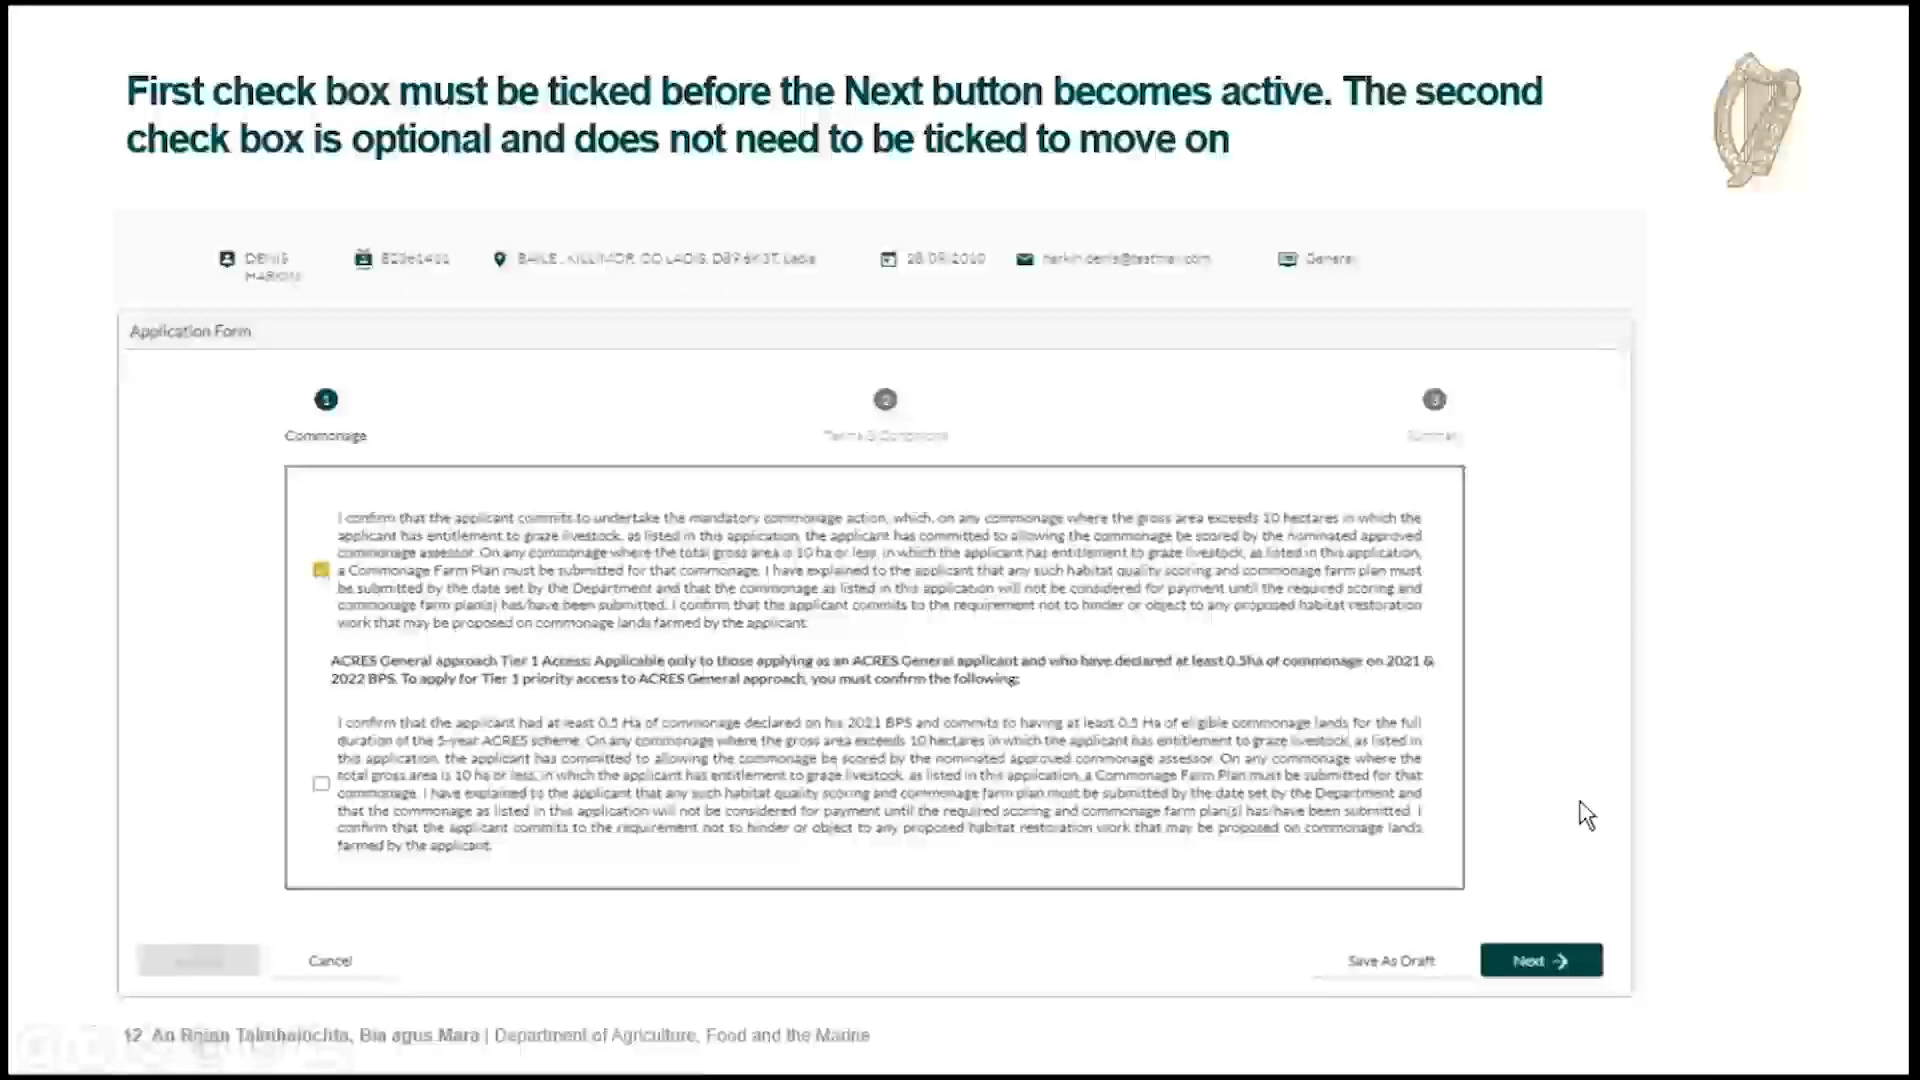 First check box must be ticked before the Next button becomes active. The second
check box is optional and does not need to be ticked to move on
DENIS
General
Application Form
1
2
3
Commonage
Terms & Conditions
Summary
I confirm that the applicant commits to undertake the mandatory commonage action, which, on any commonage where the gross area exceeds 10 hectares in which the
applicant has entitlement to graze livestock, as listed in this application, the applicant has committed to allowing the commonage be scored by the nominated approved
commonage assessor. On any commonage where the total gross area is 10 ha or less, in which the applicant has entitlement to graze livestock, as listed in this application,
a Commonage Farm Plan must be submitted for that commonage. I have explained to the applicant that any such habitat quality scoring and commonage farm plan must
be submitted by the date set by the Department and that the commonage as listed in this application will not be considered for payment until the required scoring and
commonage farm plan(s) has/have been submitted. I confirm that the applicant commits to the requirement not to hinder or object to any proposed habitat restoration
work that may be proposed on commonage lands farmed by the applicant.
ACRES General approach Tier 1 Access: Applicable only to those applying as an ACRES General applicant and who have declared at least 0.5ha of commonage on 2021 &
2022 BPS. To apply for Tier 1 priority access to ACRES General approach, you must confirm the following:
I confirm that the applicant had at least 0.5 Ha of commonage declared on his 2021 BPS and commits to having at least 0.5 Ha of eligible commonage lands for the full
duration of the 5-year ACRES scheme. On any commonage where the gross area exceeds 10 hectares in which the applicant has entitlement to graze livestock, as listed in
this application, the applicant has committed to allowing the commonage be scored by the nominated approved commonage assessor. On any commonage where the
total gross area is 10 ha or less, in which the applicant has entitlement to graze livestock, as listed in this application, a Commonage Farm Plan must be submitted for that
commonage. I have explained to the applicant that any such habitat quality scoring and commonage farm plan must be submitted by the date set by the Department and
that the commonage as listed in this application will not be considered for payment until the required scoring and commonage farm plan(s) has/have been submitted. I
confirm that the applicant commits to the requirement not to hinder or object to any proposed habitat restoration work that may be proposed on commonage lands
farmed by the applicant.
Cancel
Save As Draft
Next
12 An Roinn Talmhaíochta, Bia agus Mara | Department of Agriculture, Food and the Marine